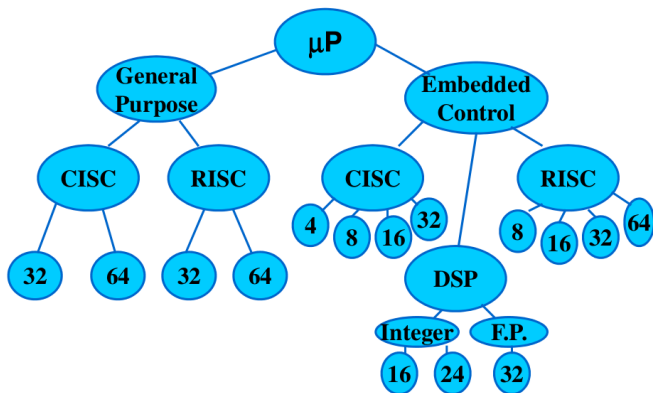 μP
General
Purpose
Embedded
Control
CISC
RISC
CISC
RISC
32
64
32
64
4
8
16
32
8
16
32
64
DSP
Integer
F.P.
16
24
32